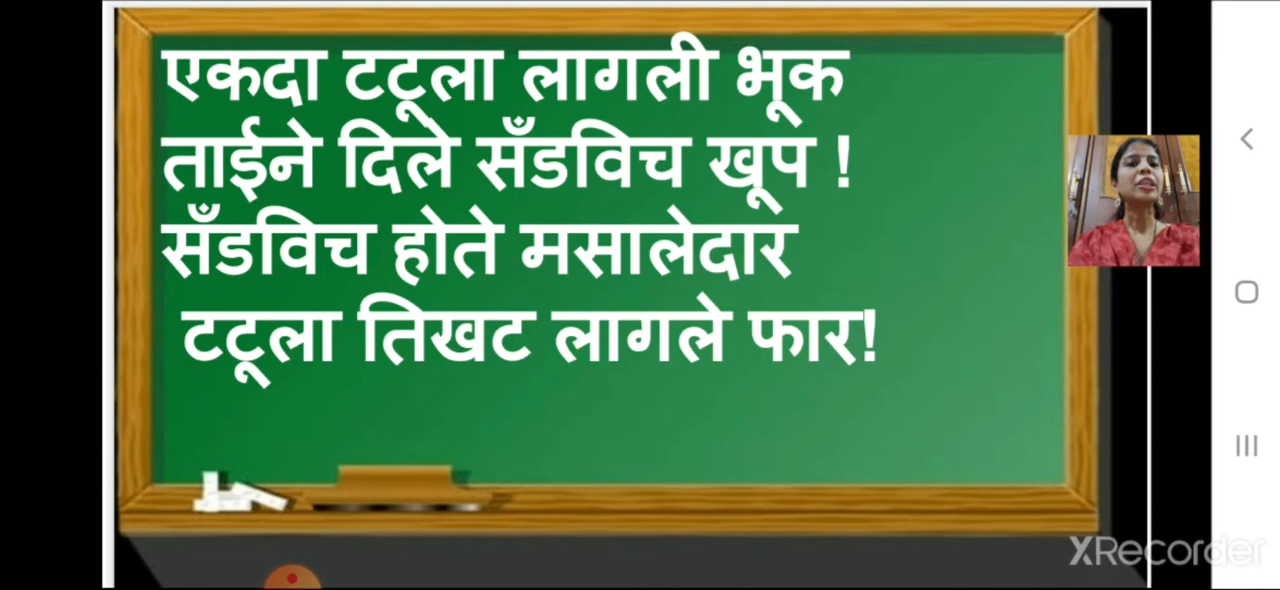 एकदा टटूला लागली भूक
ताईने दिले सँडविच खूप !
सँडविच होते मसालेदार
टटूला तिखट लागले फार!
XRecorder